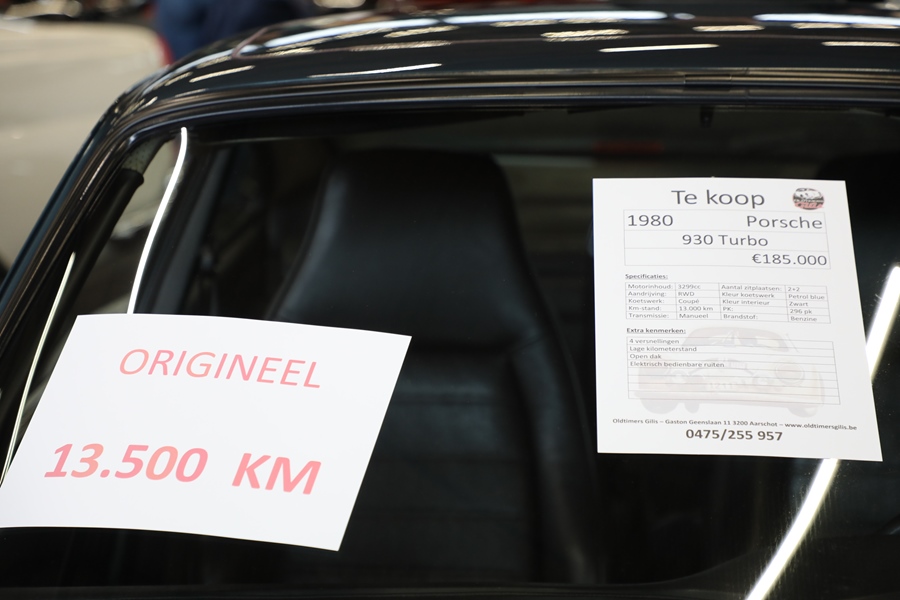 ORIGINEEL
13.500 KM
Te koop
1980 Porsche
930 Turbo
€185.000
Specificaties:
Motorinhoud: 3299cc Aantal zitplaatsen: 2+2
Aandrijving: RWD Kleur koetswerk Petrol blue
Koetswerk: Coupé Kleur interieur Zwart
Km-stand: 13.000 km PK: 296 pk
Transmissie: Manueel Brandstof: Benzine
Extra kenmerken:
4 versnellingen
Lage kilometerstand
Open dak
Elektrisch bedienbare ruiten
Oldtimers Gilis – Gaston Geenslaan 11 3200 Aarschot – www.oldtimersgilis.be
0475/255 957